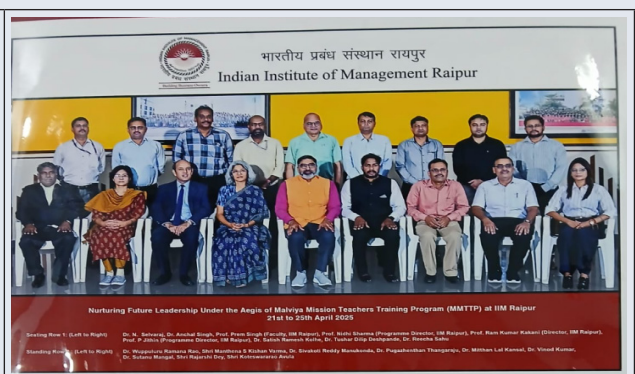 भारतीय प्रबंध संस्थान रायपुर
Indian Institute of Management Raipur
Nurturing Future Leadership Under the Aegis of Malviya Mission Teachers Training Program (MMTTP) at IIM Raipur
21st to 25th April 2025
Seating Row 1: (Left to Right) Dr. N. Selvaraj, Dr. Anchal Singh, Prof. Prem Singh (Faculty, IIM Raipur), Prof. Nidhi Sharma (Programme Director, IIM Raipur), Prof. Ram Kumar Kakani (Director, IIM Raipur),
Prof. P Jithin (Programme Director, IIM Raipur), Dr. Satish Ramesh Kolhe, Dr. Tushar Dilip Deshpande, Dr. Reecha Sahu
Standing Row (Left to Right) Dr. Wuppuluru Ramana Rao, Shri Manthena S Kishan Varma, Dr. Sivakoti Reddy Manukonda, Dr. Pugazhenthan Thangaraju, Dr. Milthan Lal Kansal, Dr. Vinod Kumar,
Dr. Sutanu Mangal, Shri Rajarshi Dey, Shri Koteswararao Avula